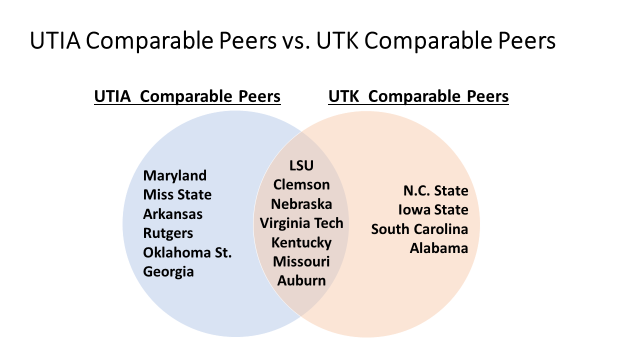 UTIA Comparable Peers vs. UTK Comparable Peers
UTIA Comparable Peers
UTK Comparable Peers
Maryland
Miss State
Arkansas
Rutgers
Oklahoma St.
Georgia
LSU
Clemson
Nebraska
Virginia Tech
Kentucky
Missouri
Auburn
N.C. State
Iowa State
South Carolina
Alabama